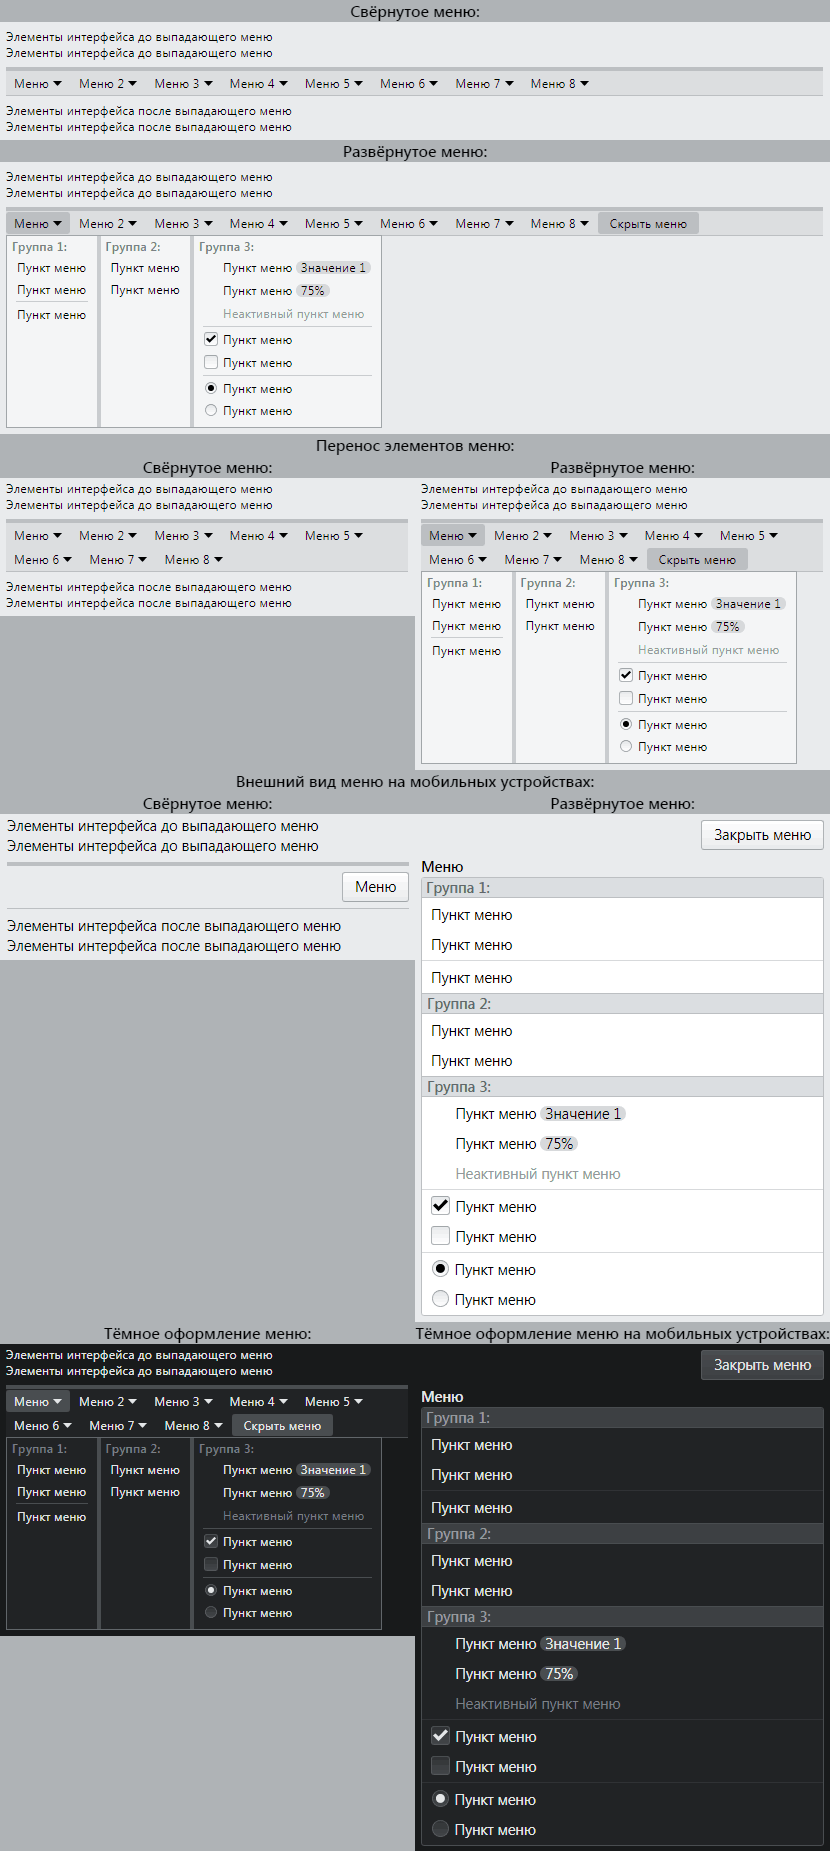 Свёрнутое меню:
Элементы интерфейса до выпадающего меню
Элементы интерфейса до выпадающего меню
Меню Меню 2 Меню 3 Меню 4 Меню 5 Меню 6 Меню 7 Меню 8
Элементы интерфейса после выпадающего меню
Элементы интерфейса после выпадающего меню
Развёрнутое меню:
Элементы интерфейса до выпадающего меню
Элементы интерфейса до выпадающего меню
Меню Меню 2 Меню 3 Меню 4 Меню 5 Меню 6 Меню 7 Меню 8 Скрыть меню
Группа 1:
Пункт меню
Пункт меню
Пункт меню
Группа 2:
Пункт меню
Пункт меню
Группа 3:
Пункт меню Значение 1
Пункт меню 75%
Неактивный пункт меню
Пункт меню
Пункт меню
Пункт меню
Пункт меню
Перенос элементов меню:
Свёрнутое меню:
Элементы интерфейса до выпадающего меню
Элементы интерфейса до выпадающего меню
Меню Меню 2 Меню 3 Меню 4 Меню 5
Меню 6 Меню 7 Меню 8
Элементы интерфейса после выпадающего меню
Элементы интерфейса после выпадающего меню
Развёрнутое меню:
Элементы интерфейса до выпадающего меню
Элементы интерфейса до выпадающего меню
Меню Меню 2 Меню 3 Меню 4 Меню 5
Меню 6 Меню 7 Меню 8 Скрыть меню
Группа 1:
Пункт меню
Пункт меню
Пункт меню
Группа 2:
Пункт меню
Пункт меню
Группа 3:
Пункт меню Значение 1
Пункт меню 75%
Неактивный пункт меню
Пункт меню
Пункт меню
Пункт меню
Пункт меню
Внешний вид меню на мобильных устройствах:
Свёрнутое меню:
Элементы интерфейса до выпадающего меню
Элементы интерфейса до выпадающего меню
Меню
Элементы интерфейса после выпадающего меню
Элементы интерфейса после выпадающего меню
Развёрнутое меню:
Закрыть меню
Меню
Группа 1:
Пункт меню
Пункт меню
Пункт меню
Группа 2:
Пункт меню
Пункт меню
Группа 3:
Пункт меню Значение 1
Пункт меню 75%
Неактивный пункт меню
Пункт меню
Пункт меню
Пункт меню
Пункт меню
Тёмное оформление меню:
Элементы интерфейса до выпадающего меню
Элементы интерфейса до выпадающего меню
Меню Меню 2 Меню 3 Меню 4 Меню 5
Меню 6 Меню 7 Меню 8 Скрыть меню
Группа 1:
Пункт меню
Пункт меню
Пункт меню
Группа 2:
Пункт меню
Пункт меню
Группа 3:
Пункт меню Значение 1
Пункт меню 75%
Неактивный пункт меню
Пункт меню
Пункт меню
Пункт меню
Пункт меню
Тёмное оформление меню на мобильных устройствах:
Закрыть меню
Меню
Группа 1:
Пункт меню
Пункт меню
Пункт меню
Группа 2:
Пункт меню
Пункт меню
Группа 3:
Пункт меню Значение 1
Пункт меню 75%
Неактивный пункт меню
Пункт меню
Пункт меню
Пункт меню
Пункт меню